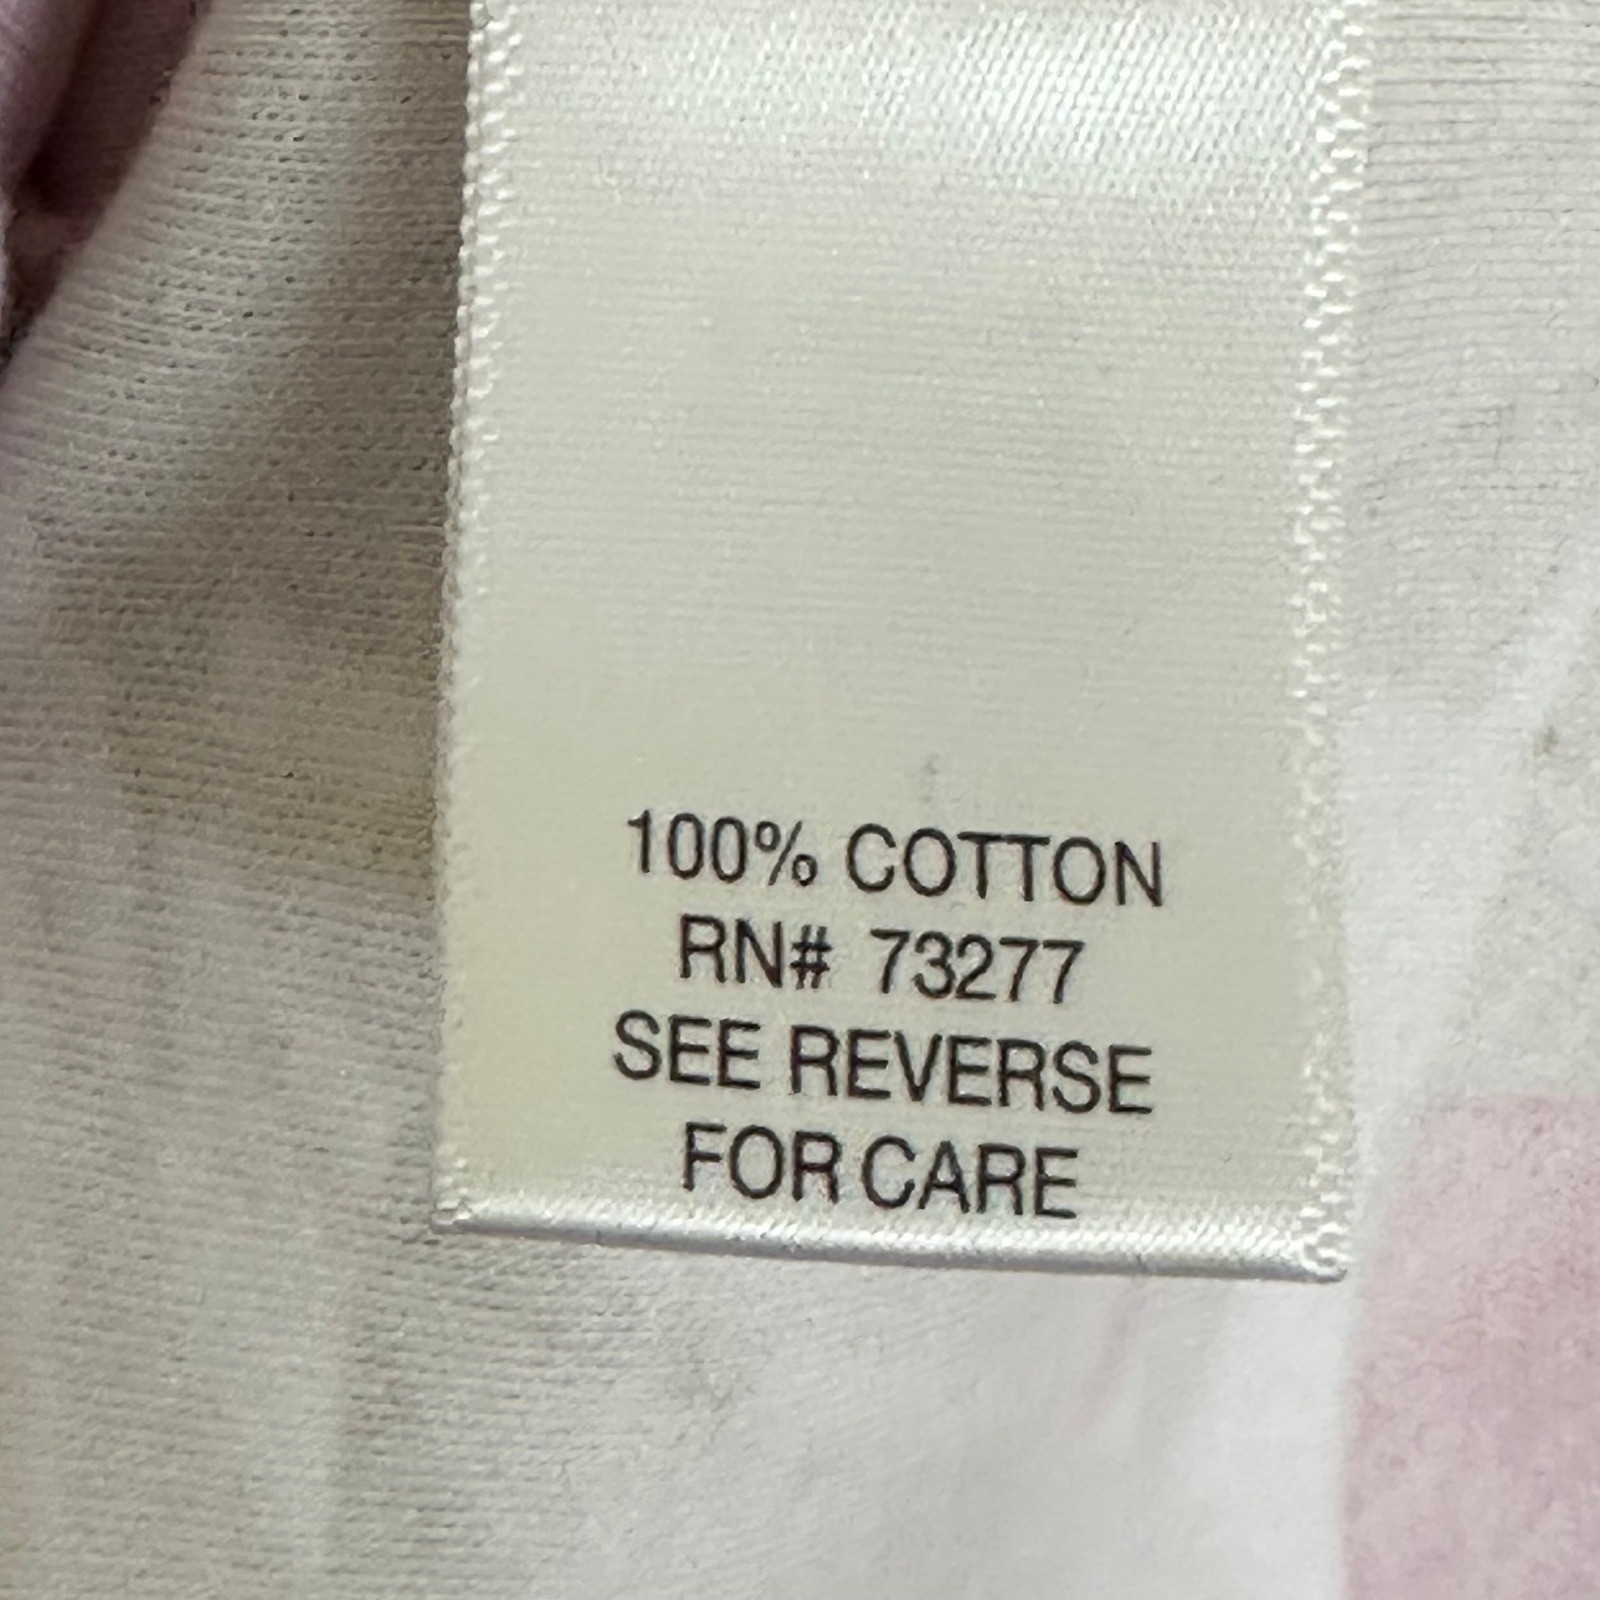 100% COTTON
RN# 73277
SEE REVERSE
FOR CARE